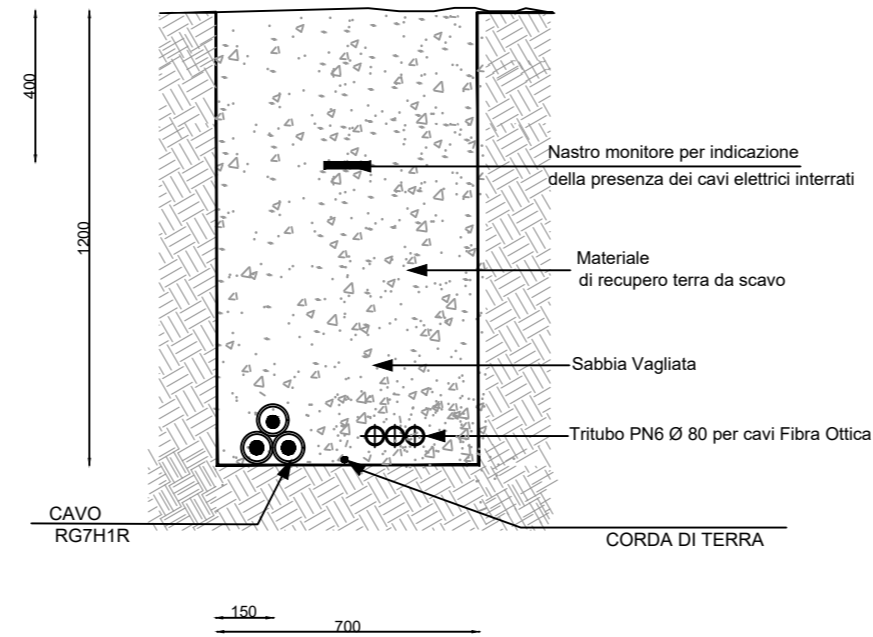 400
1200
Nastro monitore per indicazione
della presenza dei cavi elettrici interrati
Materiale
di recupero terra da scavo
Sabbia Vagliata
Tritubo PN6 Ø 80 per cavi Fibra Ottica
CAVO
RG7H1R
CORDA DI TERRA
150
700